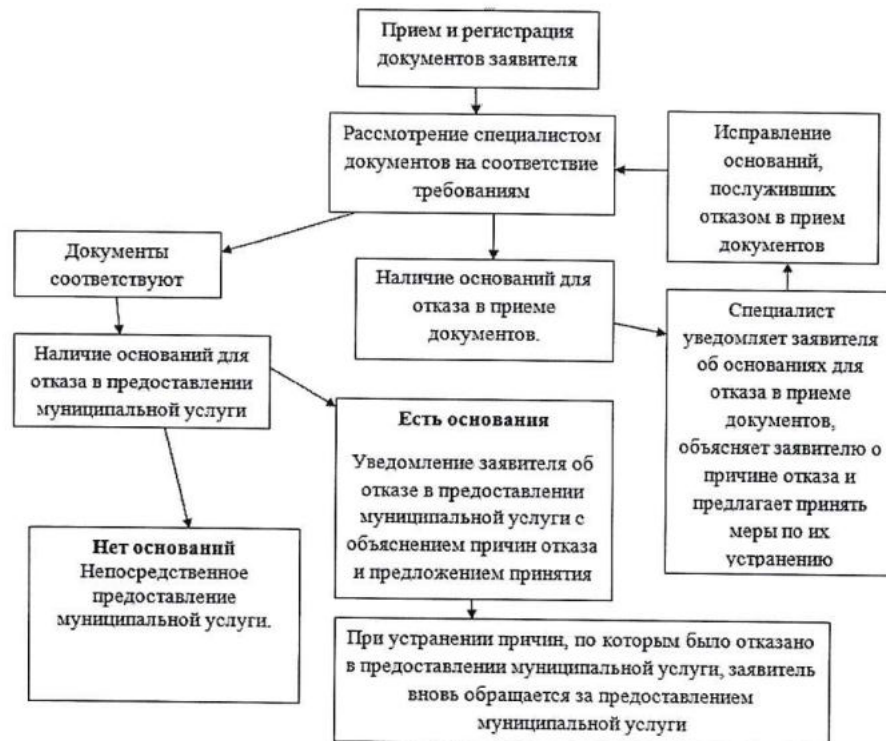 Прием и регистрация
документов заявителя
Рассмотрение специалистом
документов на соответствие
требованиям
Исправление
оснований,
послуживших
отказом в прием
документов
Документы
соответствуют
Наличие оснований для
отказа в приеме
документов.
Специалист
уведомляет заявителя
об основаниях для
отказа в приеме
документов,
объясняет заявителю о
причине отказа и
предлагает принять
меры по их
устранению
Наличие оснований для
отказа в предоставлении
муниципальной услуги
Есть основания
Уведомление заявителя об
отказе в предоставлении
муниципальной услуги с
объяснением причин отказа
и предложением принятия
Нет оснований
Непосредственное
предоставление
муниципальной услуги.
При устранении причин, по которым было отказано
в предоставлении муниципальной услуги, заявитель
вновь обращается за предоставлением
муниципальной услуги